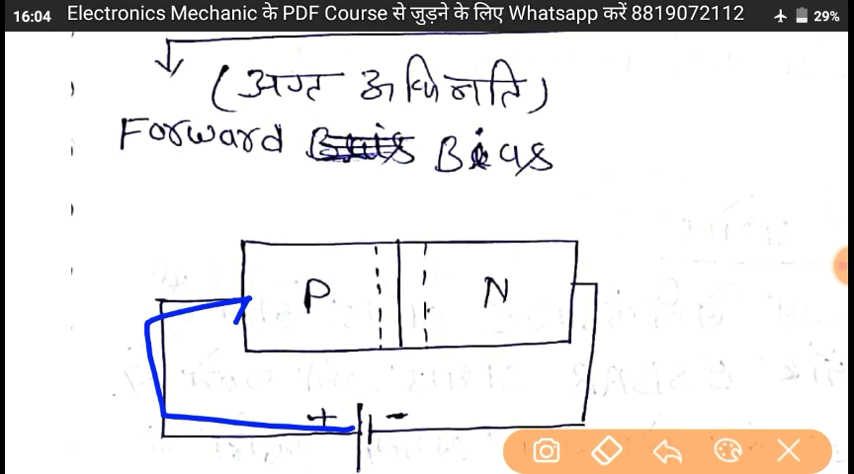 16:04 Electronics Mechanic के PDF Course से जुड़ने के लिए Whatsapp करें 8819072112 29%
(अग्र अभिनति)
Forward Bias
P N
+ -